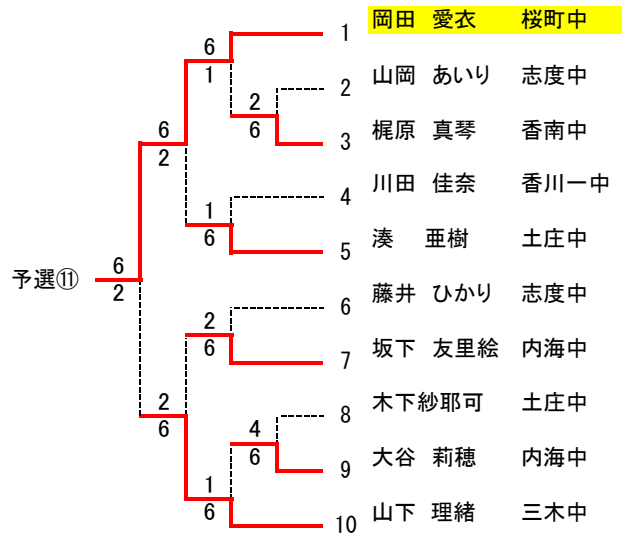 1 岡田 愛衣 桜町中
6
1
2 山岡 あいり 志度中
2
6
3 梶原 真琴 香南中
6
2
4 川田 佳奈 香川一中
1
6
5 湊 亜樹 土庄中
予選⑪
6
2
6 藤井 ひかり 志度中
2
6
7 坂下 友里絵 内海中
2
6
8 木下紗耶可 土庄中
4
6
9 大谷 莉穂 内海中
1
6
10 山下 理緒 三木中